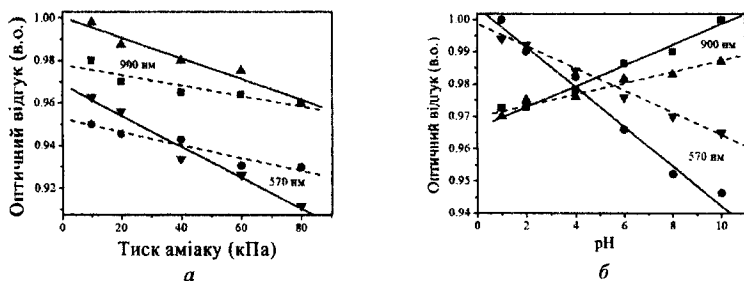 Оптичний відгук (в.о.)
1.00
0.98
0.96
0.94
0.92
900 нм
570 нм
0
20
40
60
80
Тиск аміаку (кПа)
а
Оптичний відгук (в.о.)
1.00
0.99
0.98
0.97
0.96
0.95
0.94
900 нм
570 нм
0
2
4
6
8
10
pH
б